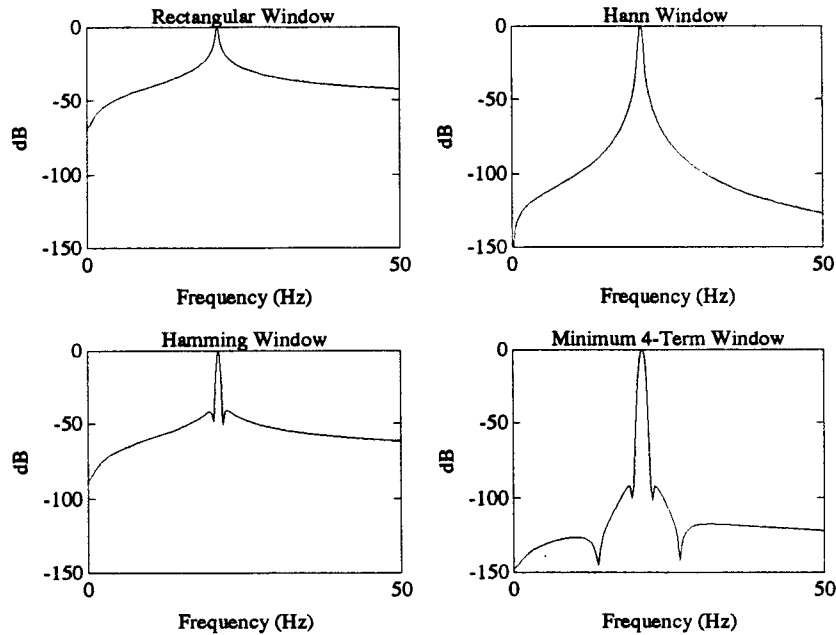 Rectangular Window
0
-50
-100
-150
dB
0
50
Frequency (Hz)
Hann Window
0
-50
-100
-150
dB
0
50
Frequency (Hz)
Hamming Window
0
-50
-100
-150
dB
0
50
Frequency (Hz)
Minimum 4-Term Window
0
-50
-100
-150
dB
0
50
Frequency (Hz)